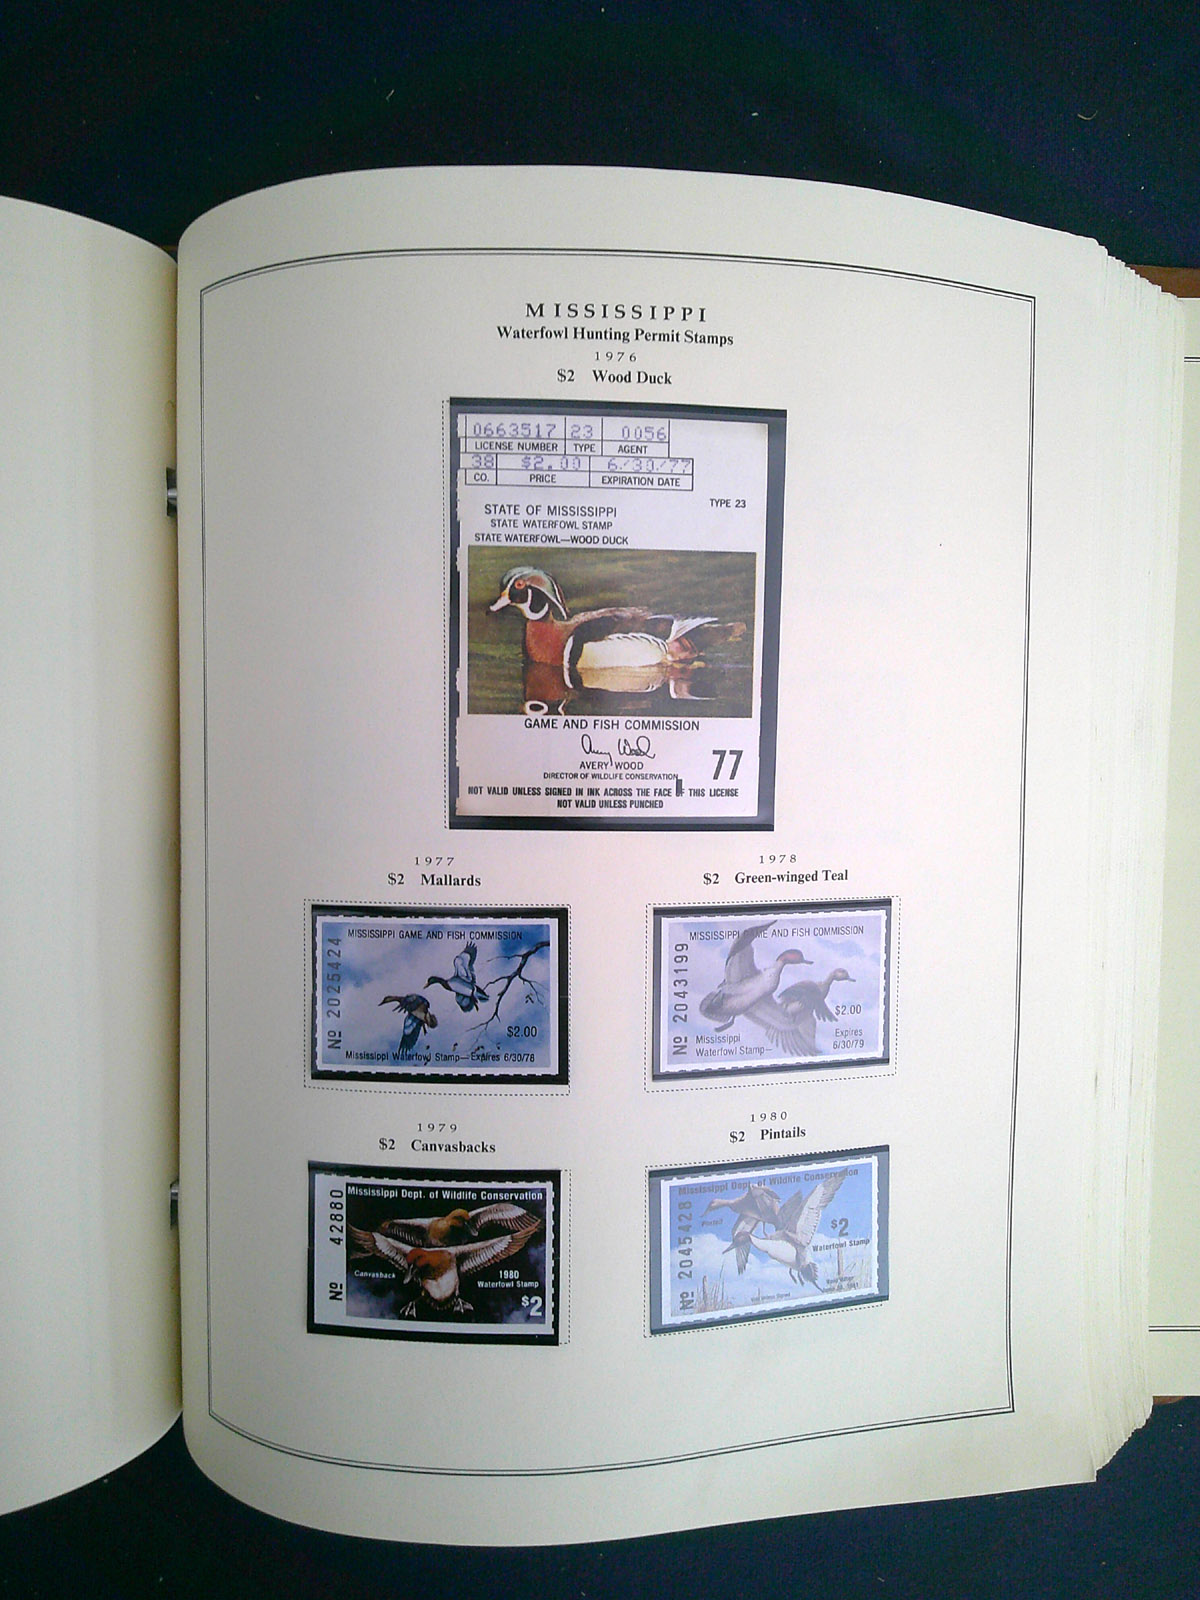 MISSISSIPPI
Waterfowl Hunting Permit Stamps
1976
$2 Wood Duck
0663517 23 0056
LICENSE NUMBER TYPE AGENT
38 $2.00 6/30/77
CO. PRICE EXPIRATION DATE
TYPE 23
STATE OF MISSISSIPPI
STATE WATERFOWL STAMP
STATE WATERFOWL—WOOD DUCK
GAME AND FISH COMMISSION
Avery Wood
AVERY WOOD
DIRECTOR OF WILDLIFE CONSERVATION
77
NOT VALID UNLESS SIGNED IN INK ACROSS THE FACE OF THIS LICENSE
NOT VALID UNLESS PUNCHED
1977
$2 Mallards
MISSISSIPPI GAME AND FISH COMMISSION
№ 2025424
$2.00
Mississippi Waterfowl Stamp—Expires 6/30/78
1978
$2 Green-winged Teal
MISSISSIPPI GAME AND FISH COMMISSION
№ 2043199
$2.00
Mississippi
Waterfowl Stamp—
Expires
6/30/79
1979
$2 Canvasbacks
Mississippi Dept. of Wildlife Conservation
№ 42880
Canvasback
1980
Waterfowl Stamp
$2
1980
$2 Pintails
Mississippi Dept. of Wildlife Conservation
№ 2045428
Pintail
$2
Waterfowl Stamp